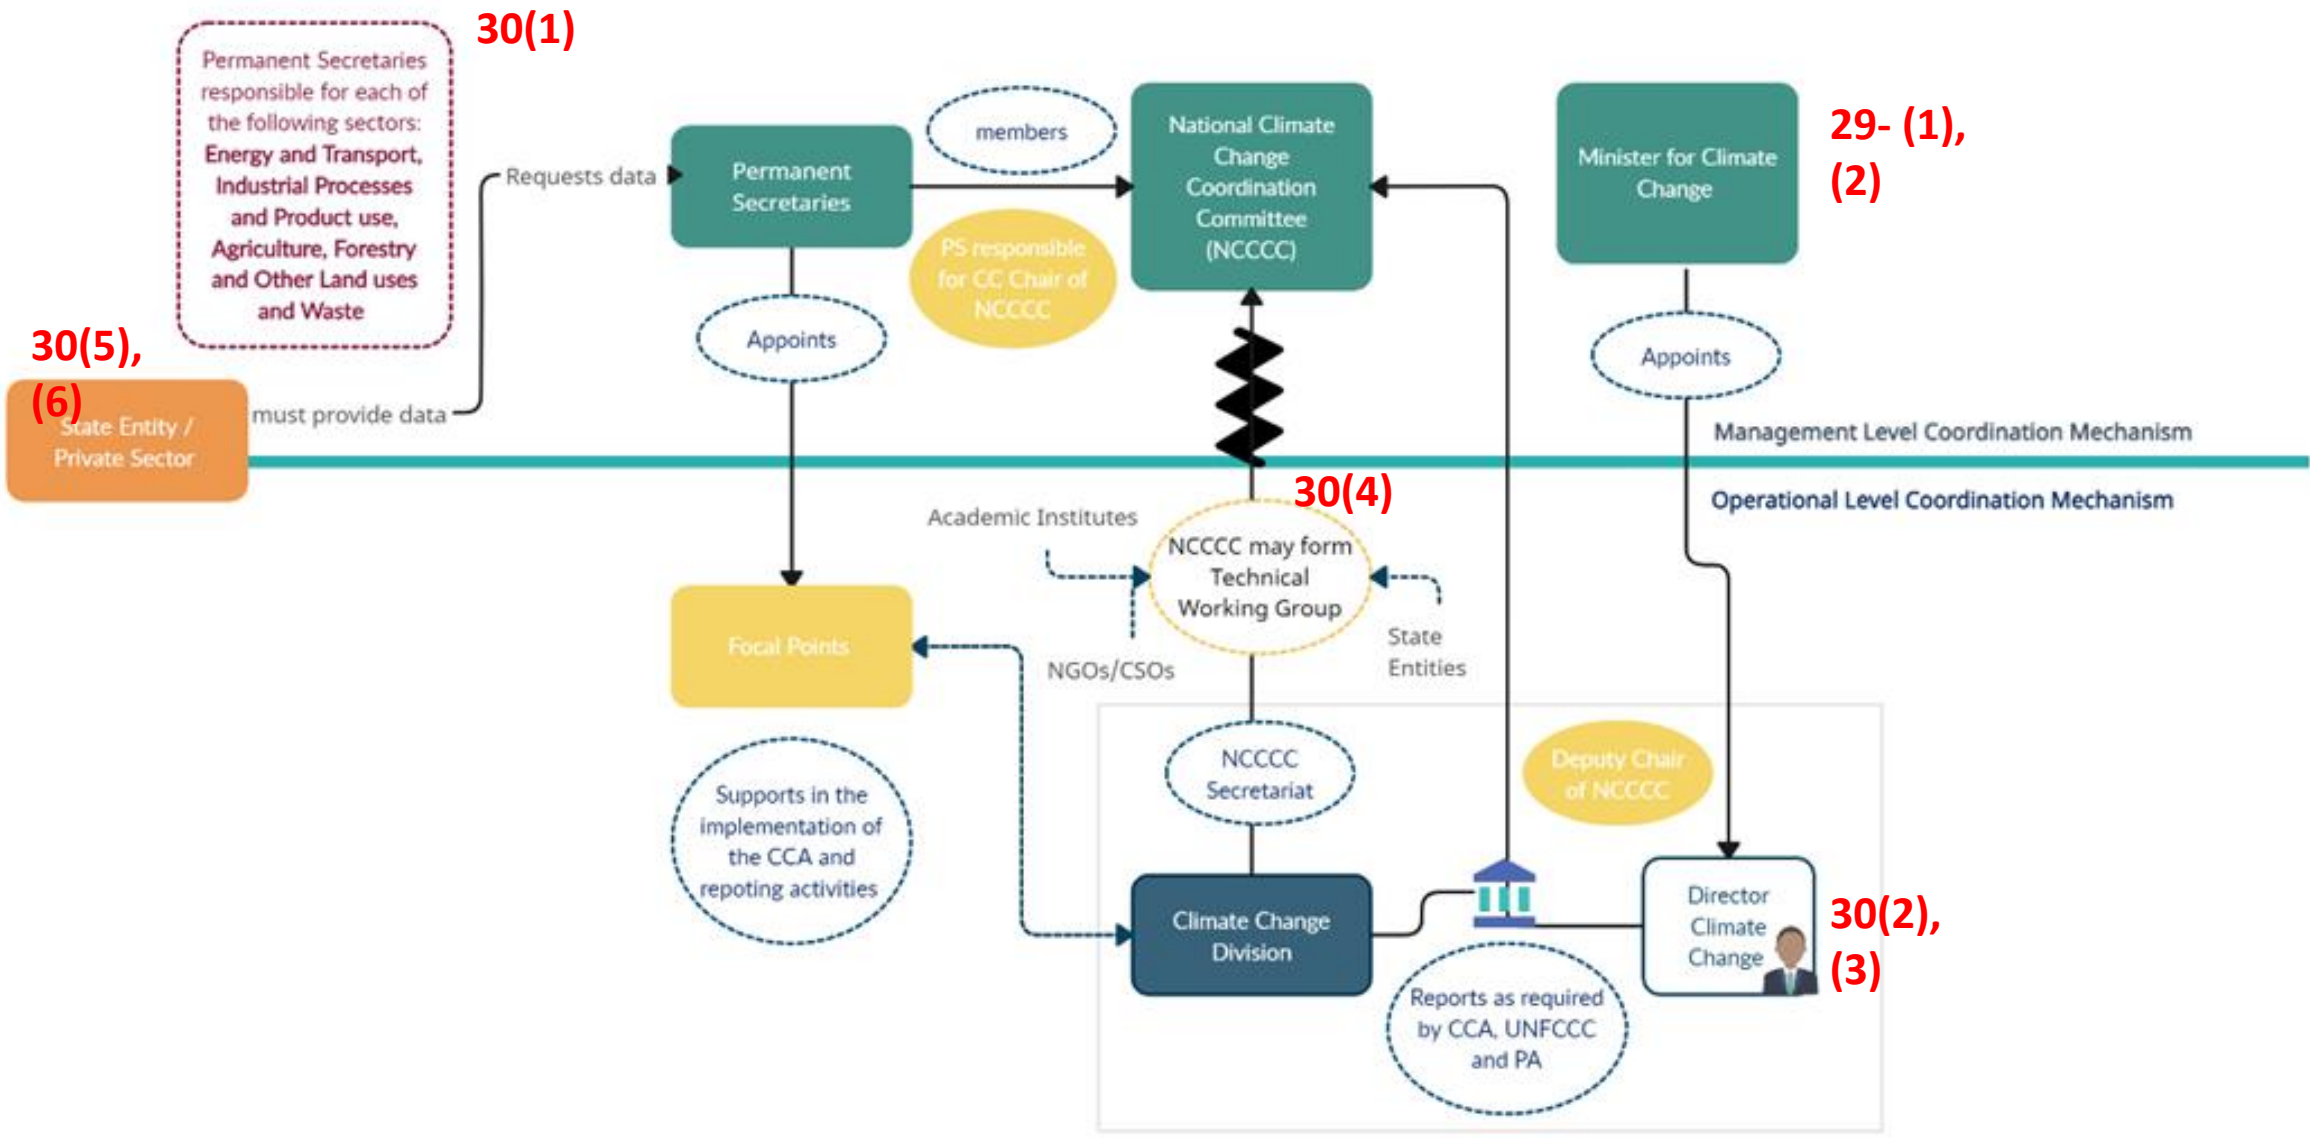 30(1)
Permanent Secretaries
responsible for each of
the following sectors:
Energy and Transport,
Industrial Processes
and Product use,
Agriculture, Forestry
and Other Land uses
and Waste
30(5),
(6)
State Entity /
Private Sector
must provide data
Requests data
Permanent
Secretaries
members
PS responsible
for CC Chair of
NCCCC
National Climate
Change
Coordination
Committee
(NCCCC)
Minister for Climate
Change
29- (1),
(2)
Appoints
Appoints
Management Level Coordination Mechanism
Operational Level Coordination Mechanism
30(4)
Academic Institutes
NCCCC may form
Technical
Working Group
NGOs/CSOs
State
Entities
Focal Points
Supports in the
implementation of
the CCA and
repoting activities
NCCCC
Secretariat
Deputy Chair
of NCCCC
Climate Change
Division
Director
Climate
Change
30(2),
(3)
Reports as required
by CCA, UNFCCC
and PA